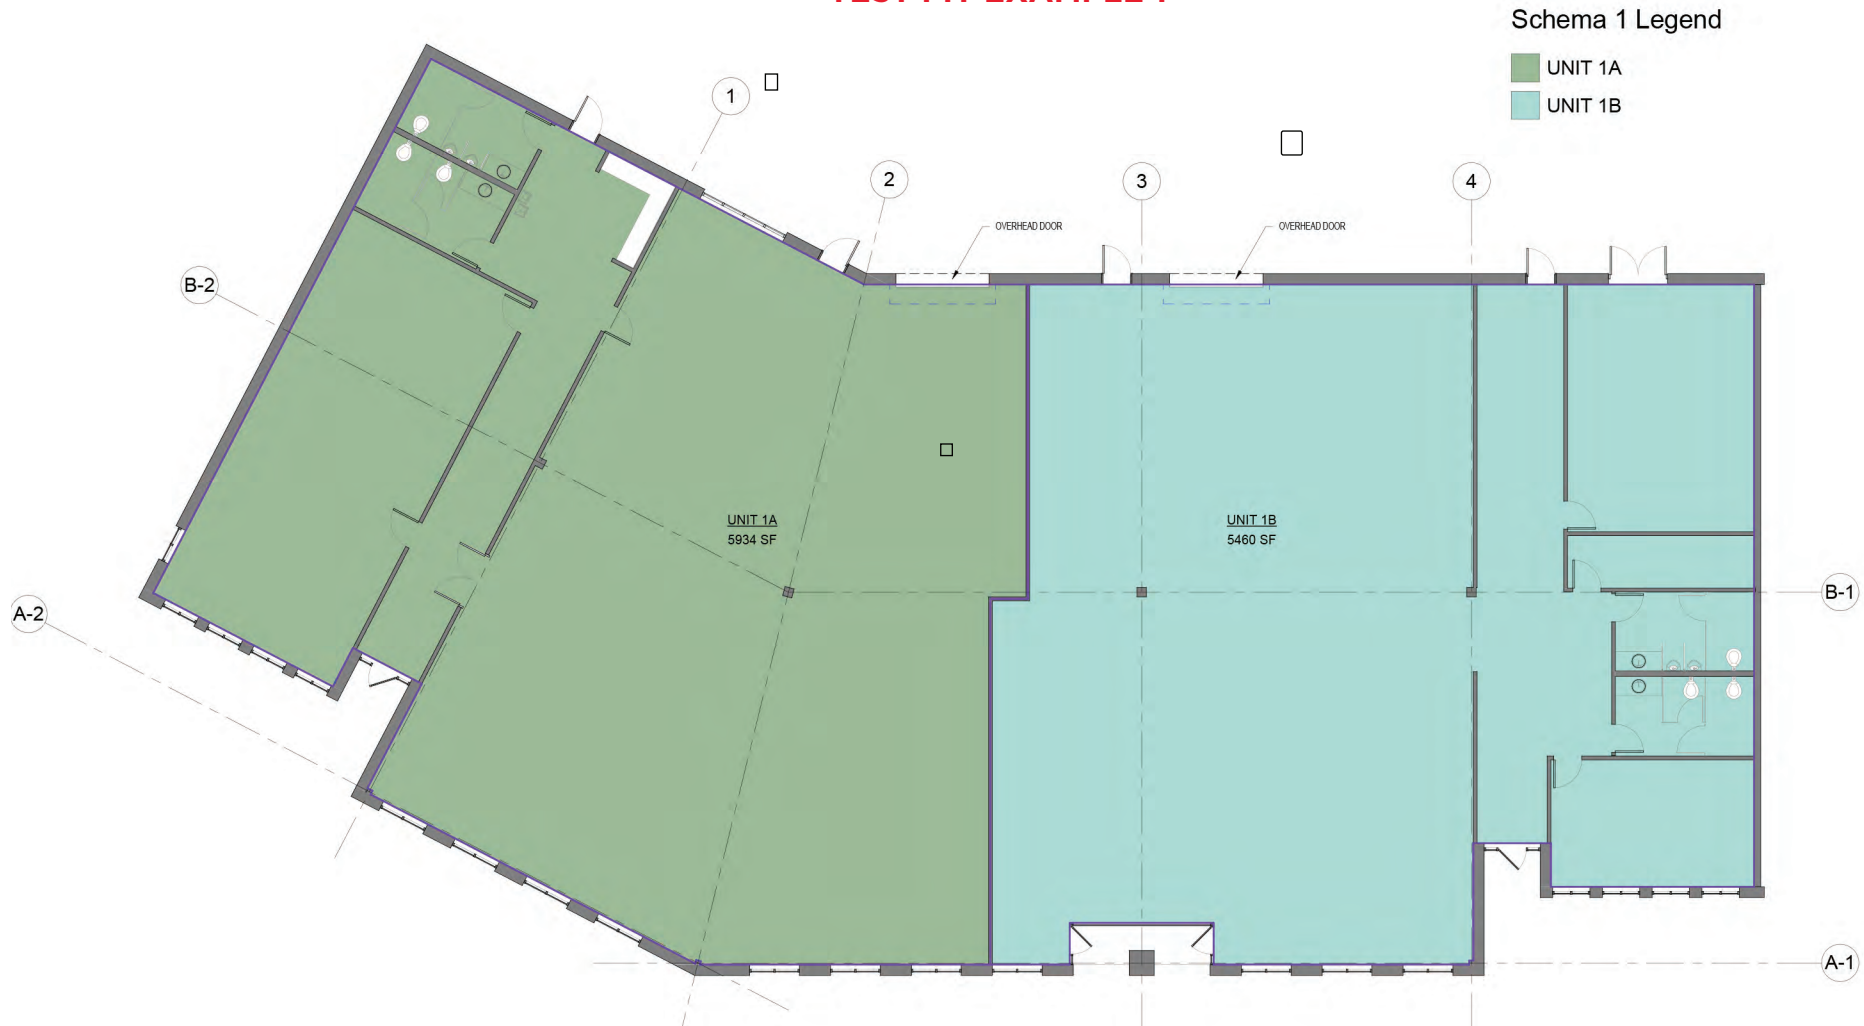 Schema 1 Legend
UNIT 1A
UNIT 1B
1
2
3
4
OVERHEAD DOOR
OVERHEAD DOOR
B-2
UNIT 1A
5934 SF
UNIT 1B
5460 SF
B-1
A-2
A-1